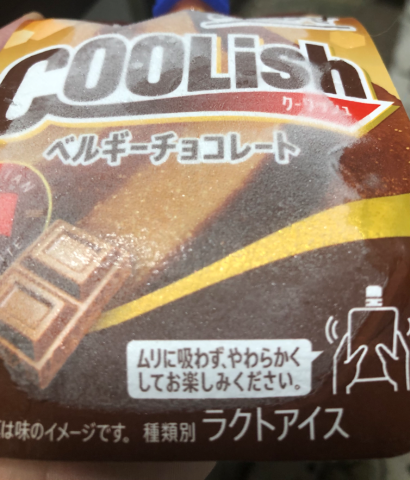 COOLish
クーリッシュ
ベルギーチョコレート
ムリに吸わず、やわらかく
してお楽しみください。
は味のイメージです。 種類別 ラクトアイス